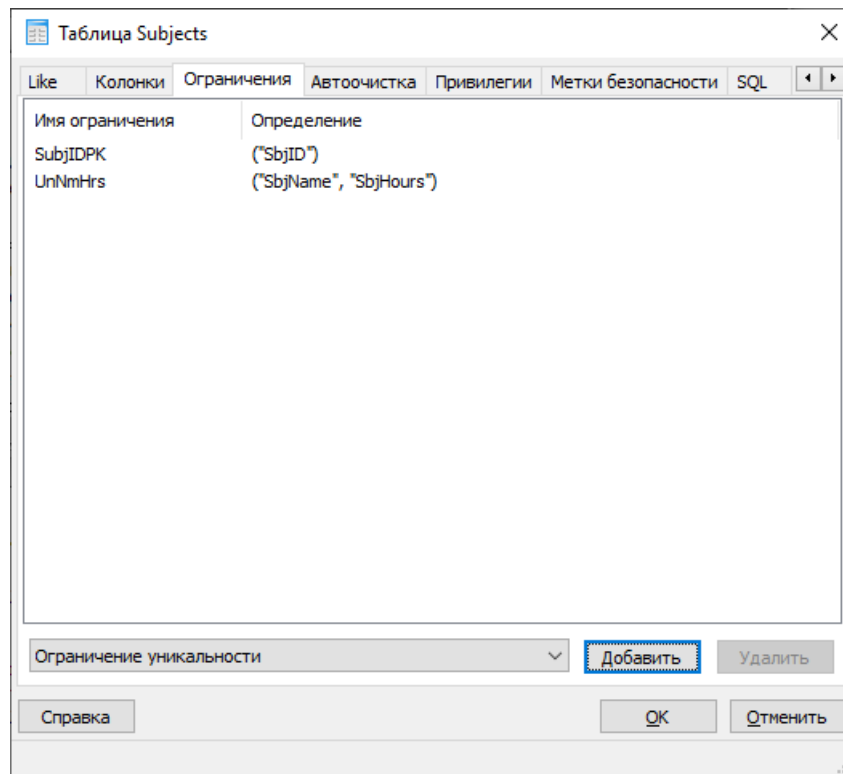 Таблица Subjects
Like Колонки Ограничения Автоочистка Привилегии Метки безопасности SQL
Имя ограничения Определение
SubjIDPK ("SbjID")
UnNmHrs ("SbjName", "SbjHours")
Ограничение уникальности Добавить Удалить
Справка OK Отменить